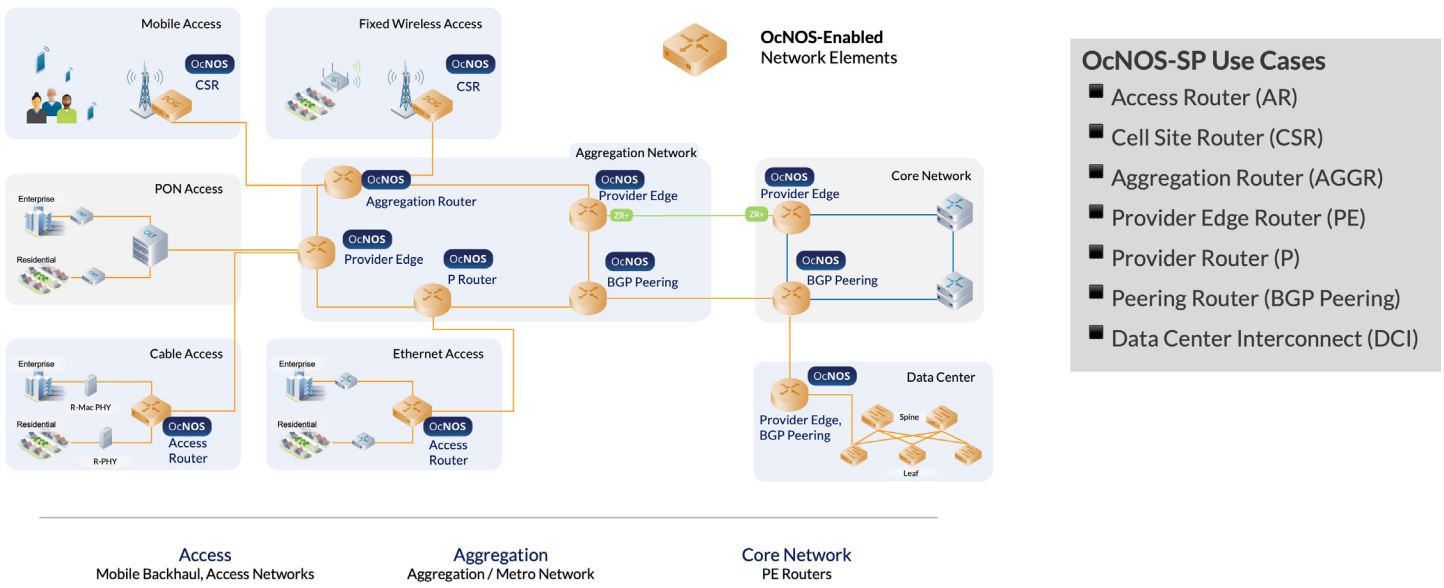 Mobile Access
OcNOS
CSR
Fixed Wireless Access
OcNOS
CSR
OcNOS-Enabled
Network Elements
PON Access
Enterprise
Residential
Aggregation Network
OcNOS
Aggregation Router
OcNOS
Provider Edge
OcNOS
P Router
OcNOS
Provider Edge
ZR+
ZR+
OcNOS
BGP Peering
Core Network
OcNOS
Provider Edge
OcNOS
BGP Peering
Cable Access
Enterprise
R-Mac PHY
Residential
R-PHY
OcNOS
Access
Router
Ethernet Access
Enterprise
Residential
OcNOS
Access
Router
Data Center
OcNOS
Provider Edge,
BGP Peering
Spine
Leaf
Access
Mobile Backhaul, Access Networks
Aggregation
Aggregation / Metro Network
Core Network
PE Routers
OcNOS-SP Use Cases
Access Router (AR)
Cell Site Router (CSR)
Aggregation Router (AGGR)
Provider Edge Router (PE)
Provider Router (P)
Peering Router (BGP Peering)
Data Center Interconnect (DCI)